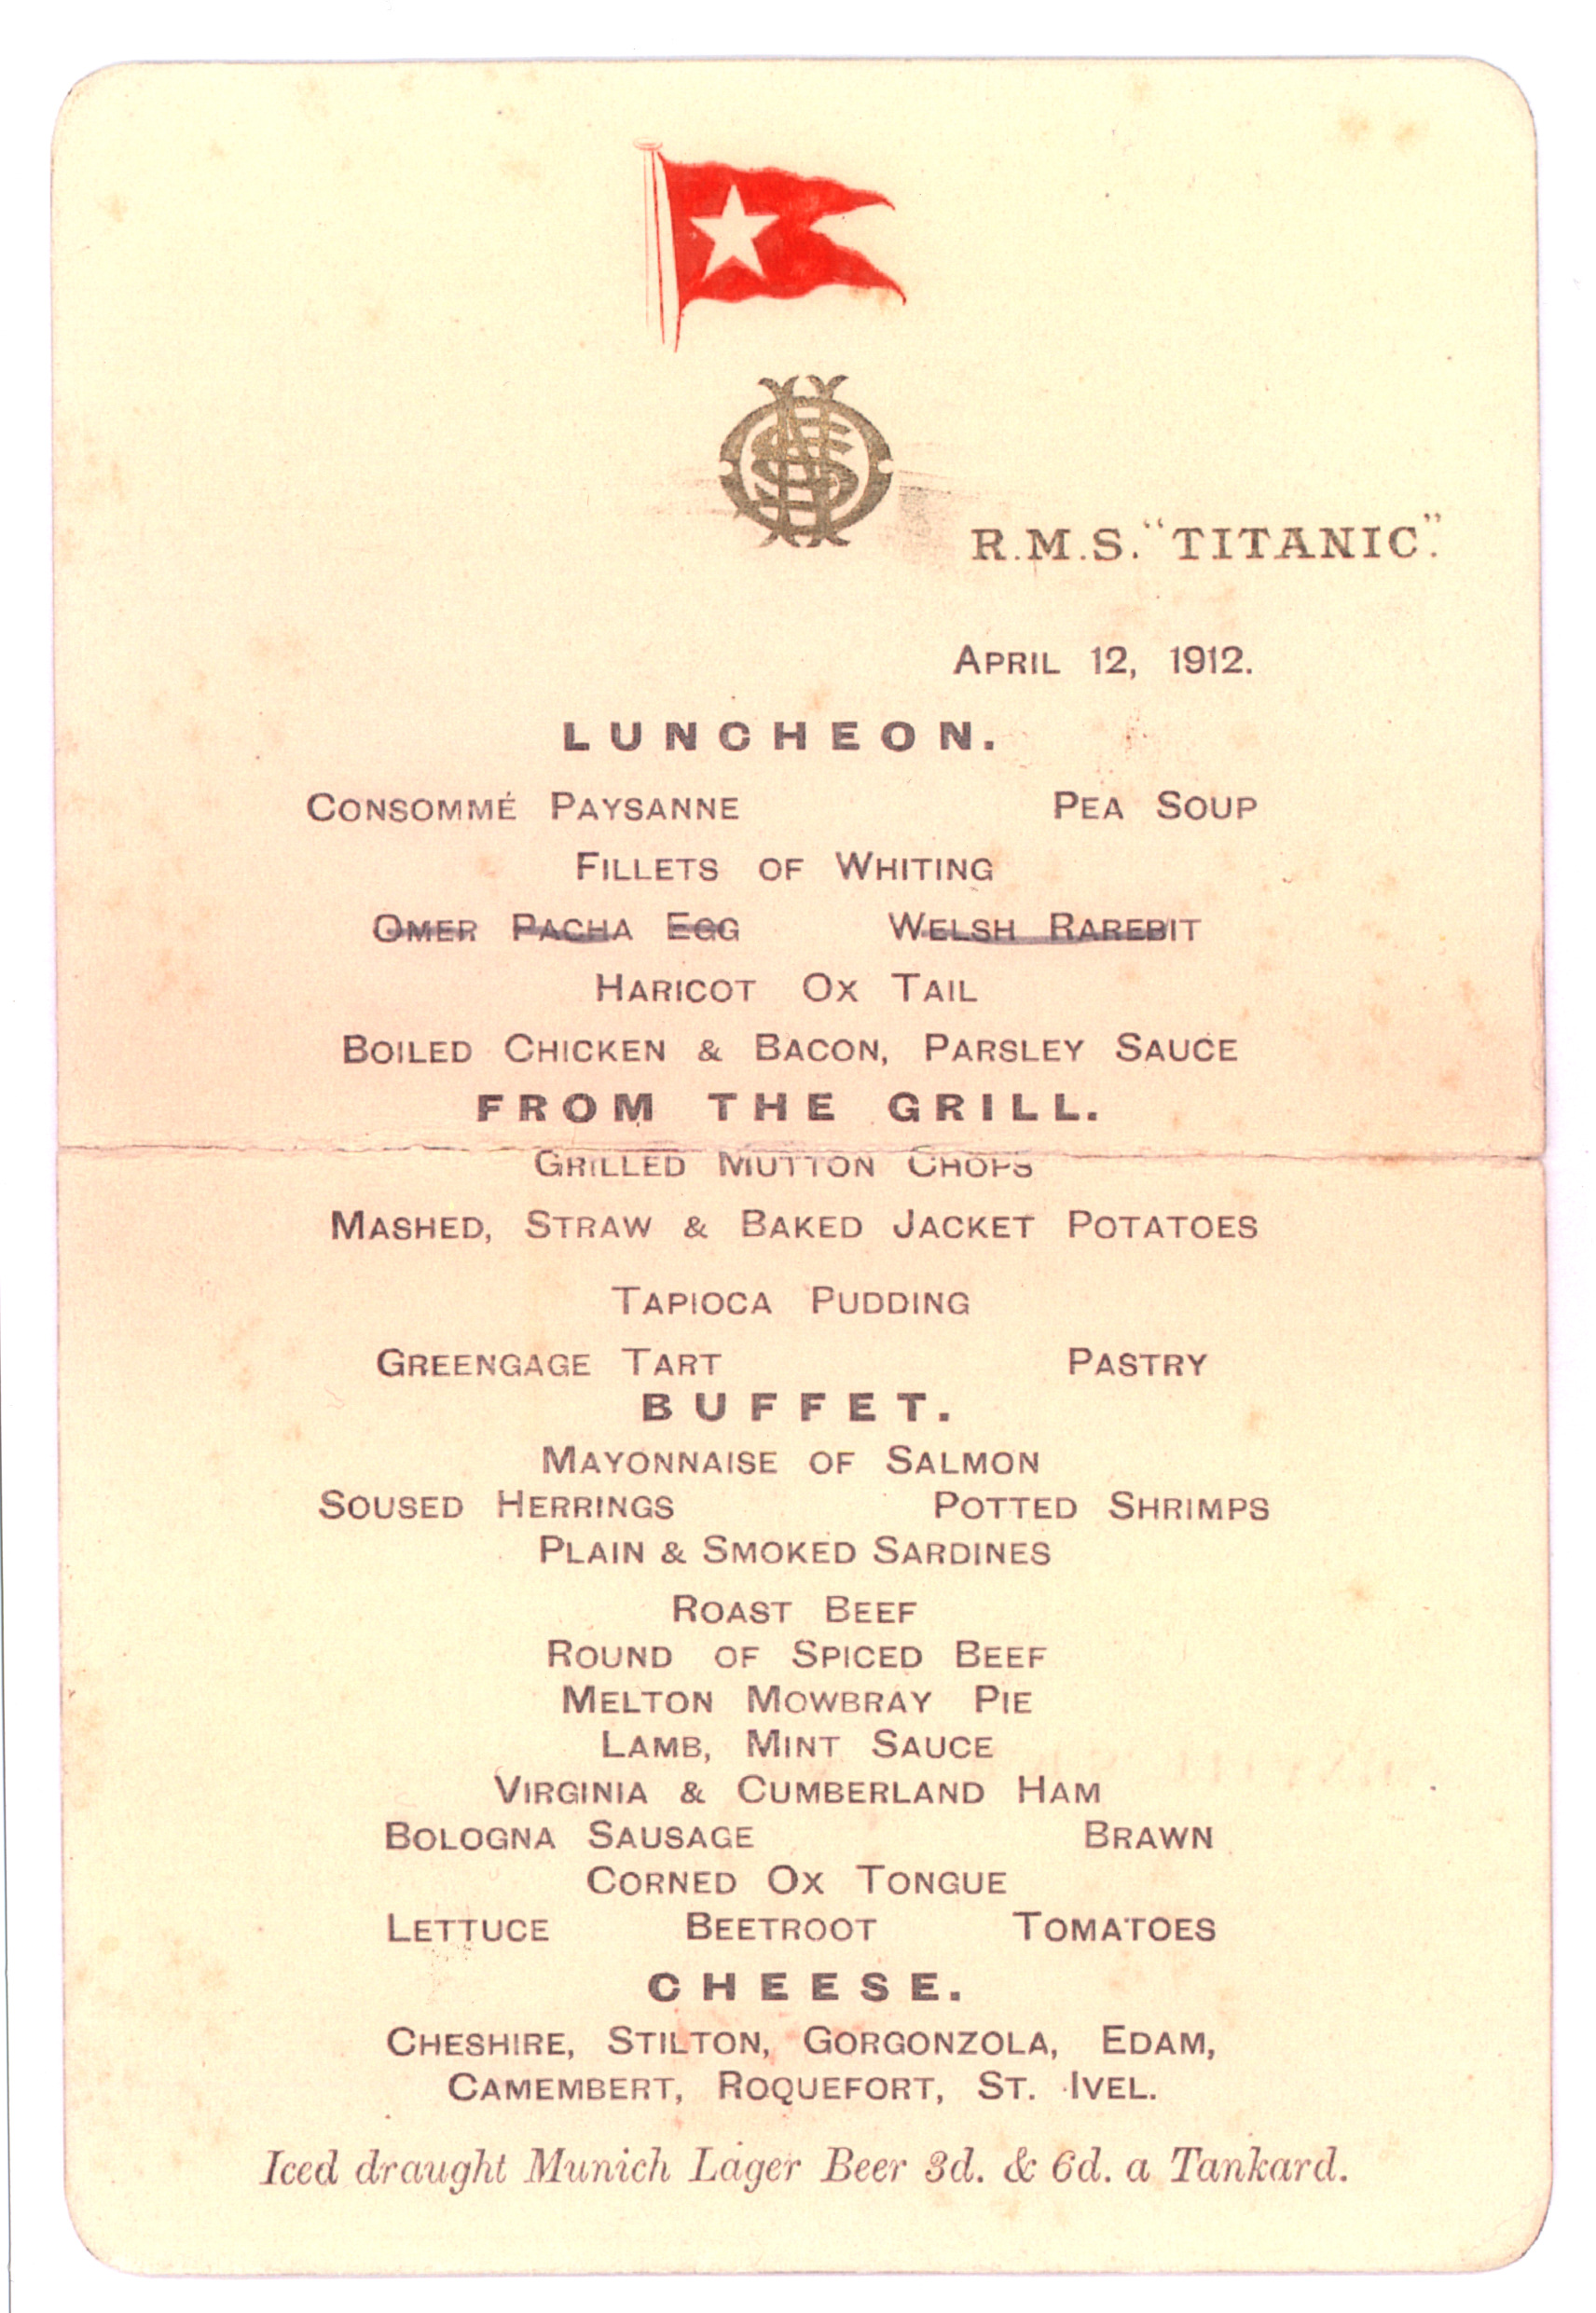 R.M.S. "TITANIC".
APRIL 12, 1912.
LUNCHEON.
CONSOMMÉ PAYSANNE PEA SOUP
FILLETS OF WHITING
OMER PACHA EGG WELSH RAREBIT
HARICOT OX TAIL
BOILED CHICKEN & BACON, PARSLEY SAUCE
FROM THE GRILL.
GRILLED MUTTON CHOPS
MASHED, STRAW & BAKED JACKET POTATOES
TAPIOCA PUDDING
GREENGAGE TART PASTRY
BUFFET.
MAYONNAISE OF SALMON
SOUSED HERRINGS POTTED SHRIMPS
PLAIN & SMOKED SARDINES
ROAST BEEF
ROUND OF SPICED BEEF
MELTON MOWBRAY PIE
LAMB, MINT SAUCE
VIRGINIA & CUMBERLAND HAM
BOLOGNA SAUSAGE BRAWN
CORNED OX TONGUE
LETTUCE BEETROOT TOMATOES
CHEESE.
CHESHIRE, STILTON, GORGONZOLA, EDAM,
CAMEMBERT, ROQUEFORT, ST. IVEL.
Iced draught Munich Lager Beer 3d. & 6d. a Tankard.